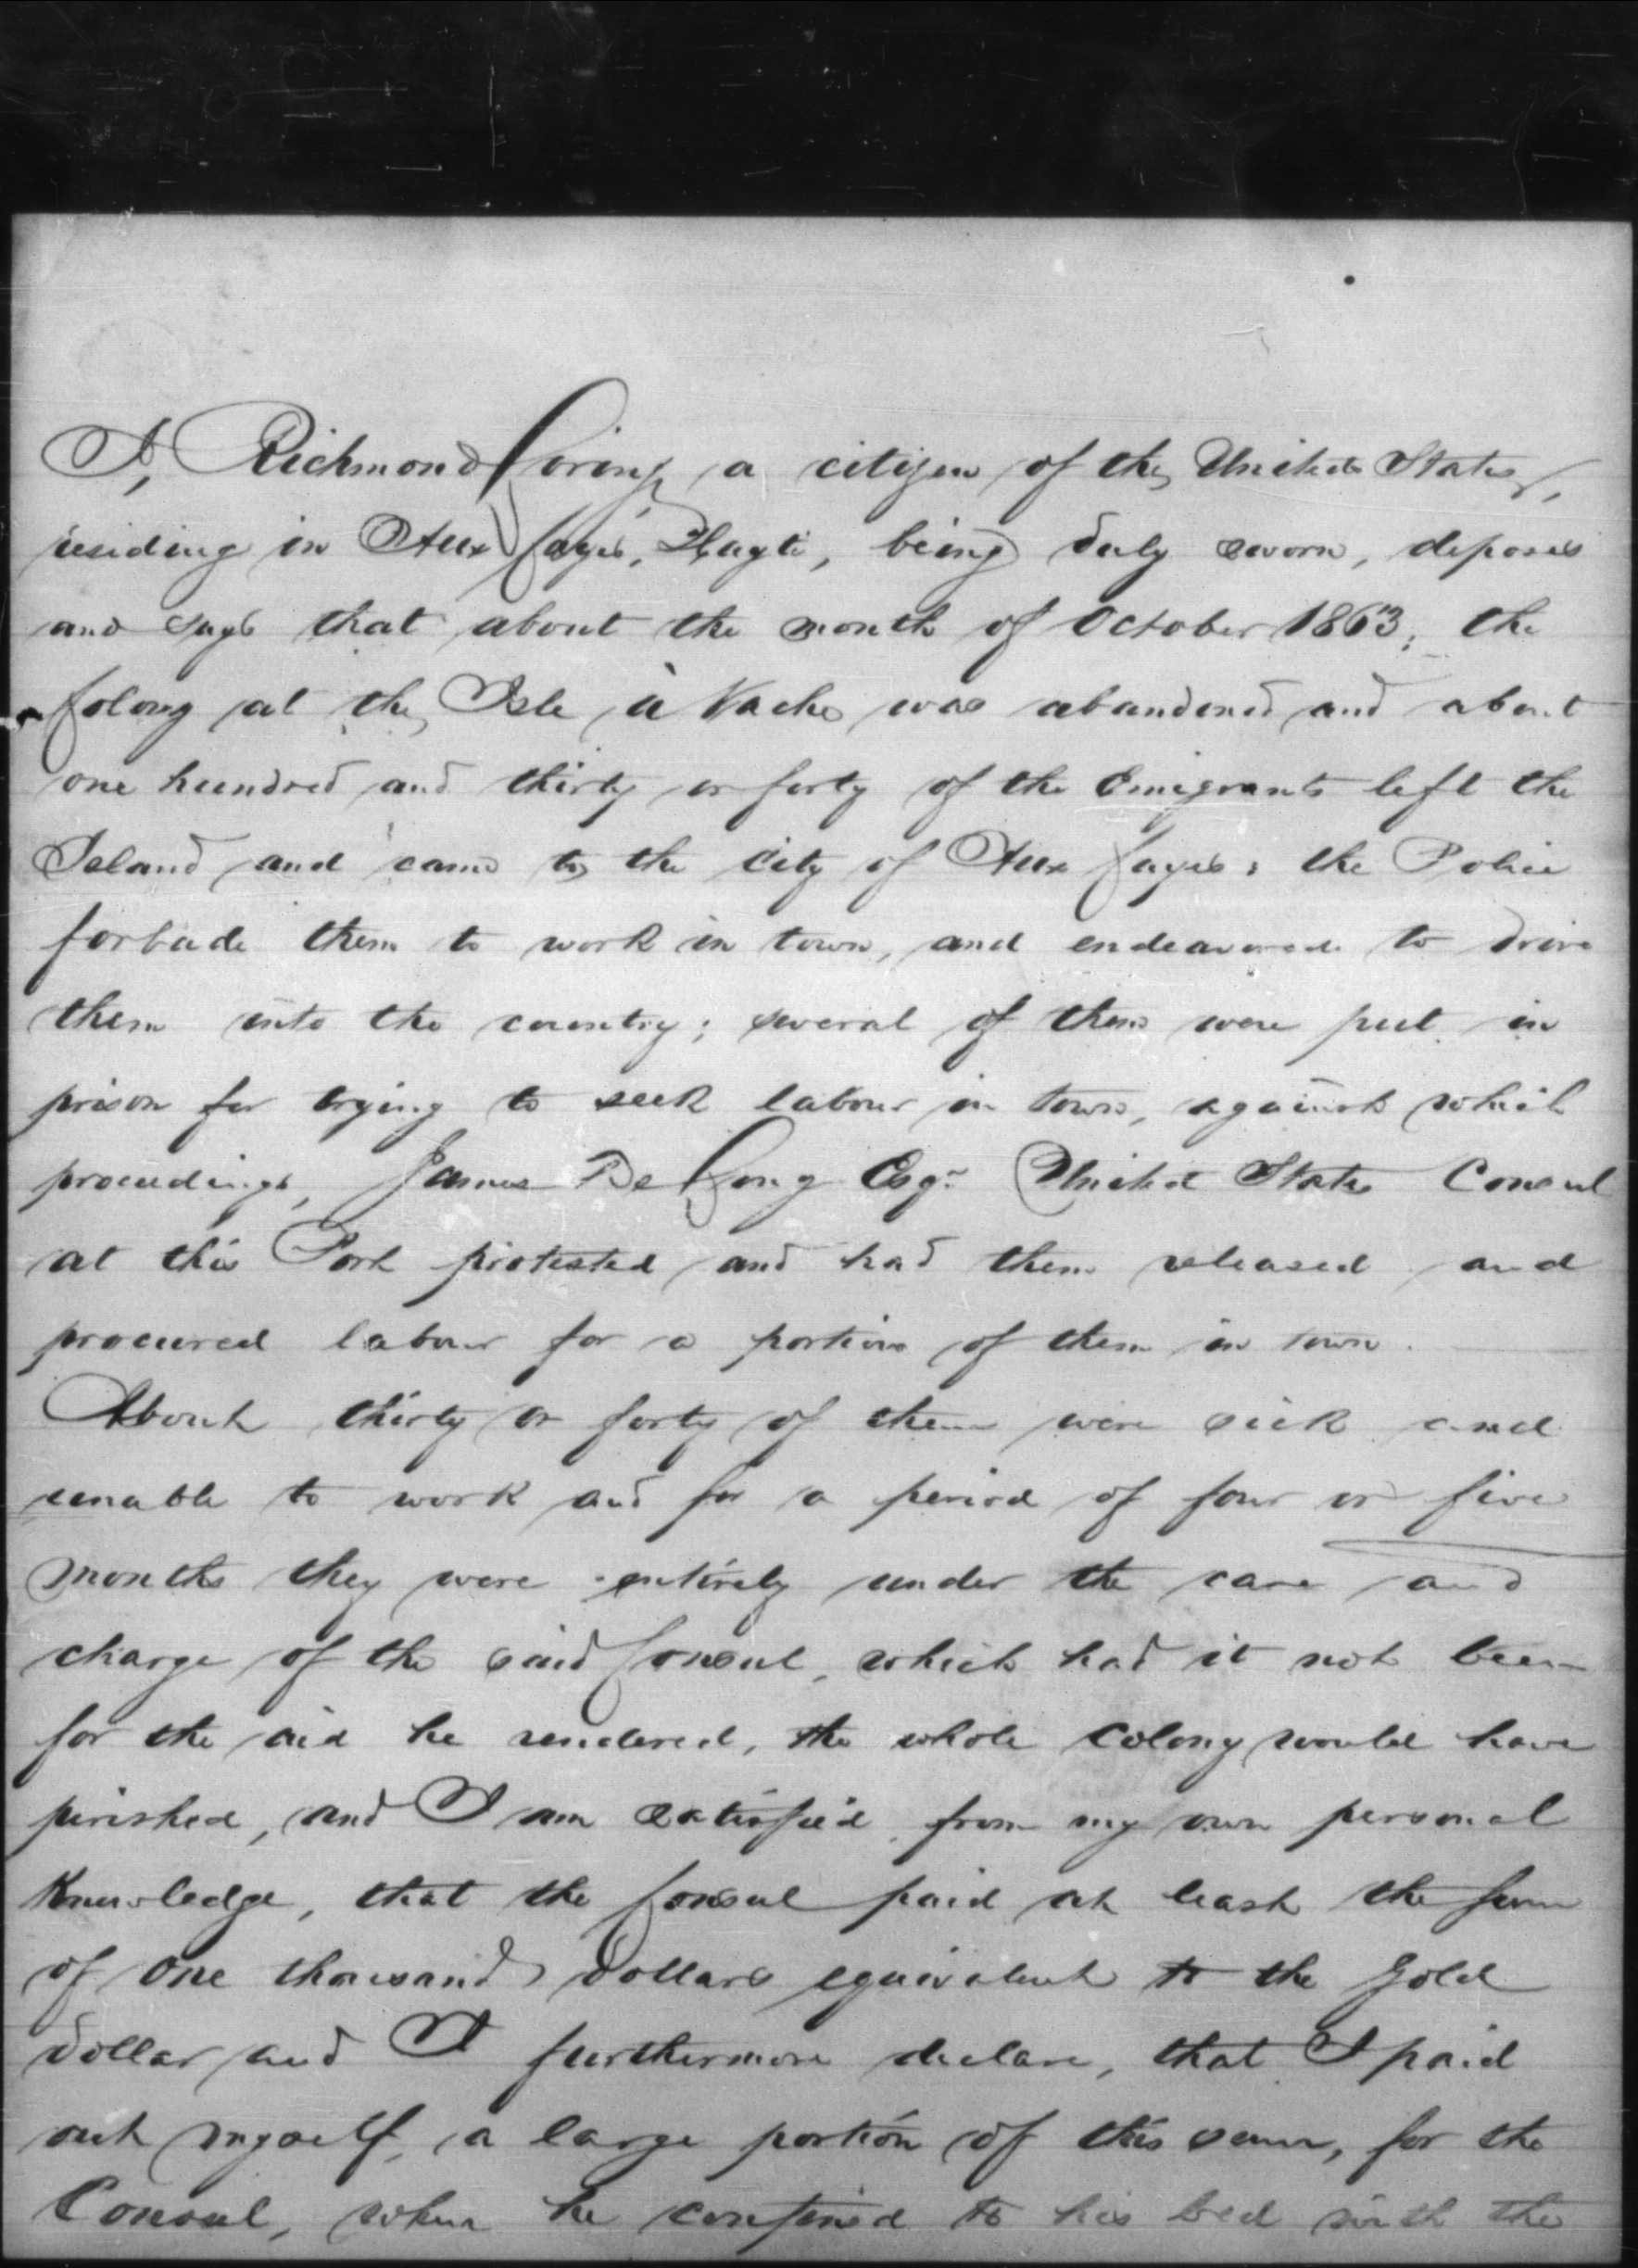 I, Richmond Loring, a citizen of the United States,
residing in Aux Cayes, Hayti, being duly sworn, deposes
and says that about the month of October 1863; the
Colony at the Isle à Vache was abandoned and about
one hundred and thirty or forty of the Emigrants left the
Island and came to the city of Aux Cayes; the Police
forbade them to work in town, and endeavored to drive
them into the country; several of them were put in
prison for trying to seek labour in town, against which
proceedings, James De Long Esqr United States Consul
at this Port protested and had them released and
procured labour for a portion of them in town.
About thirty or forty of them were sick and
unable to work and for a period of four or five
months they were entirely under the care and
charge of the said Consul, which had it not been
for the aid he rendered, the whole Colony would have
perished, and I am satisfied from my own personal
Knowledge, that the Consul paid at least the sum
of One thousand Dollars equivalent to the Gold
Dollar and I furthermore declare, that I paid
out myself, a large portion of this sum, for the
Consul, when he confined to his bed with the